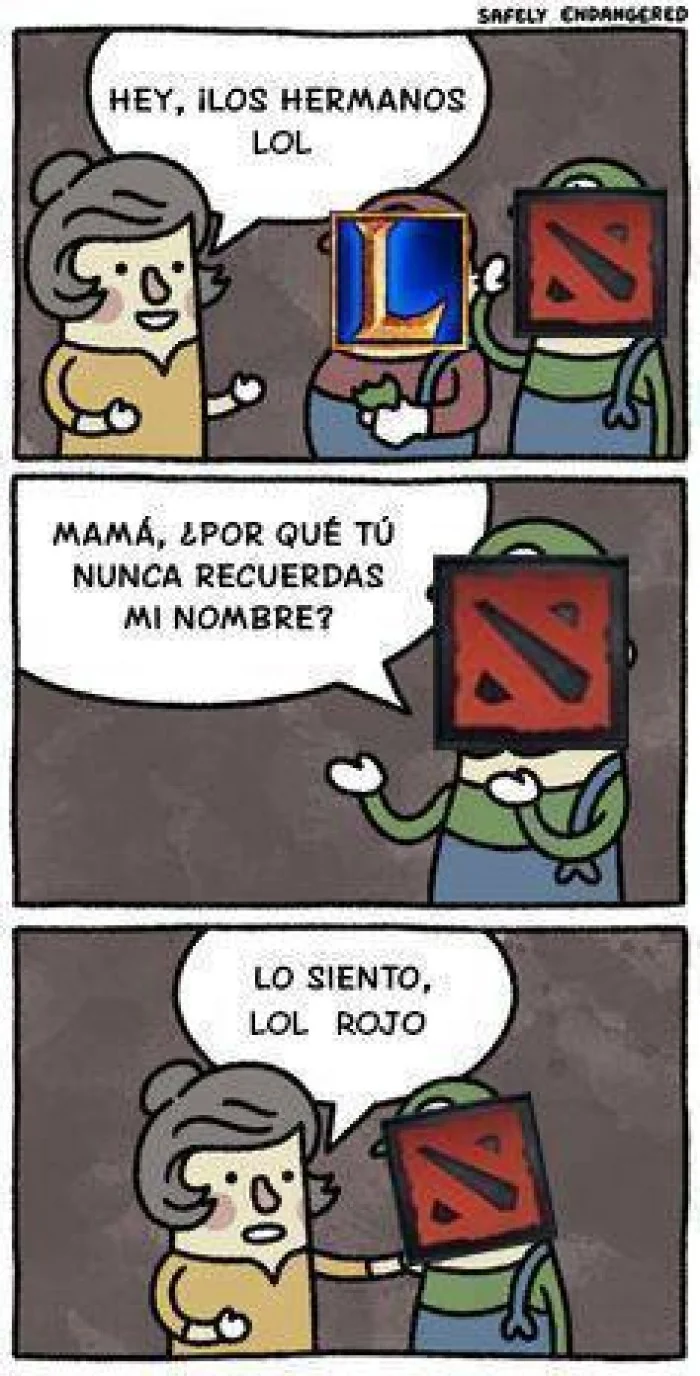 SAFELY ENDANGERED
HEY, ¡LOS HERMANOS
LOL
L
MAMÁ, ¿POR QUÉ TÚ
NUNCA RECUERDAS
MI NOMBRE?
LO SIENTO,
LOL ROJO